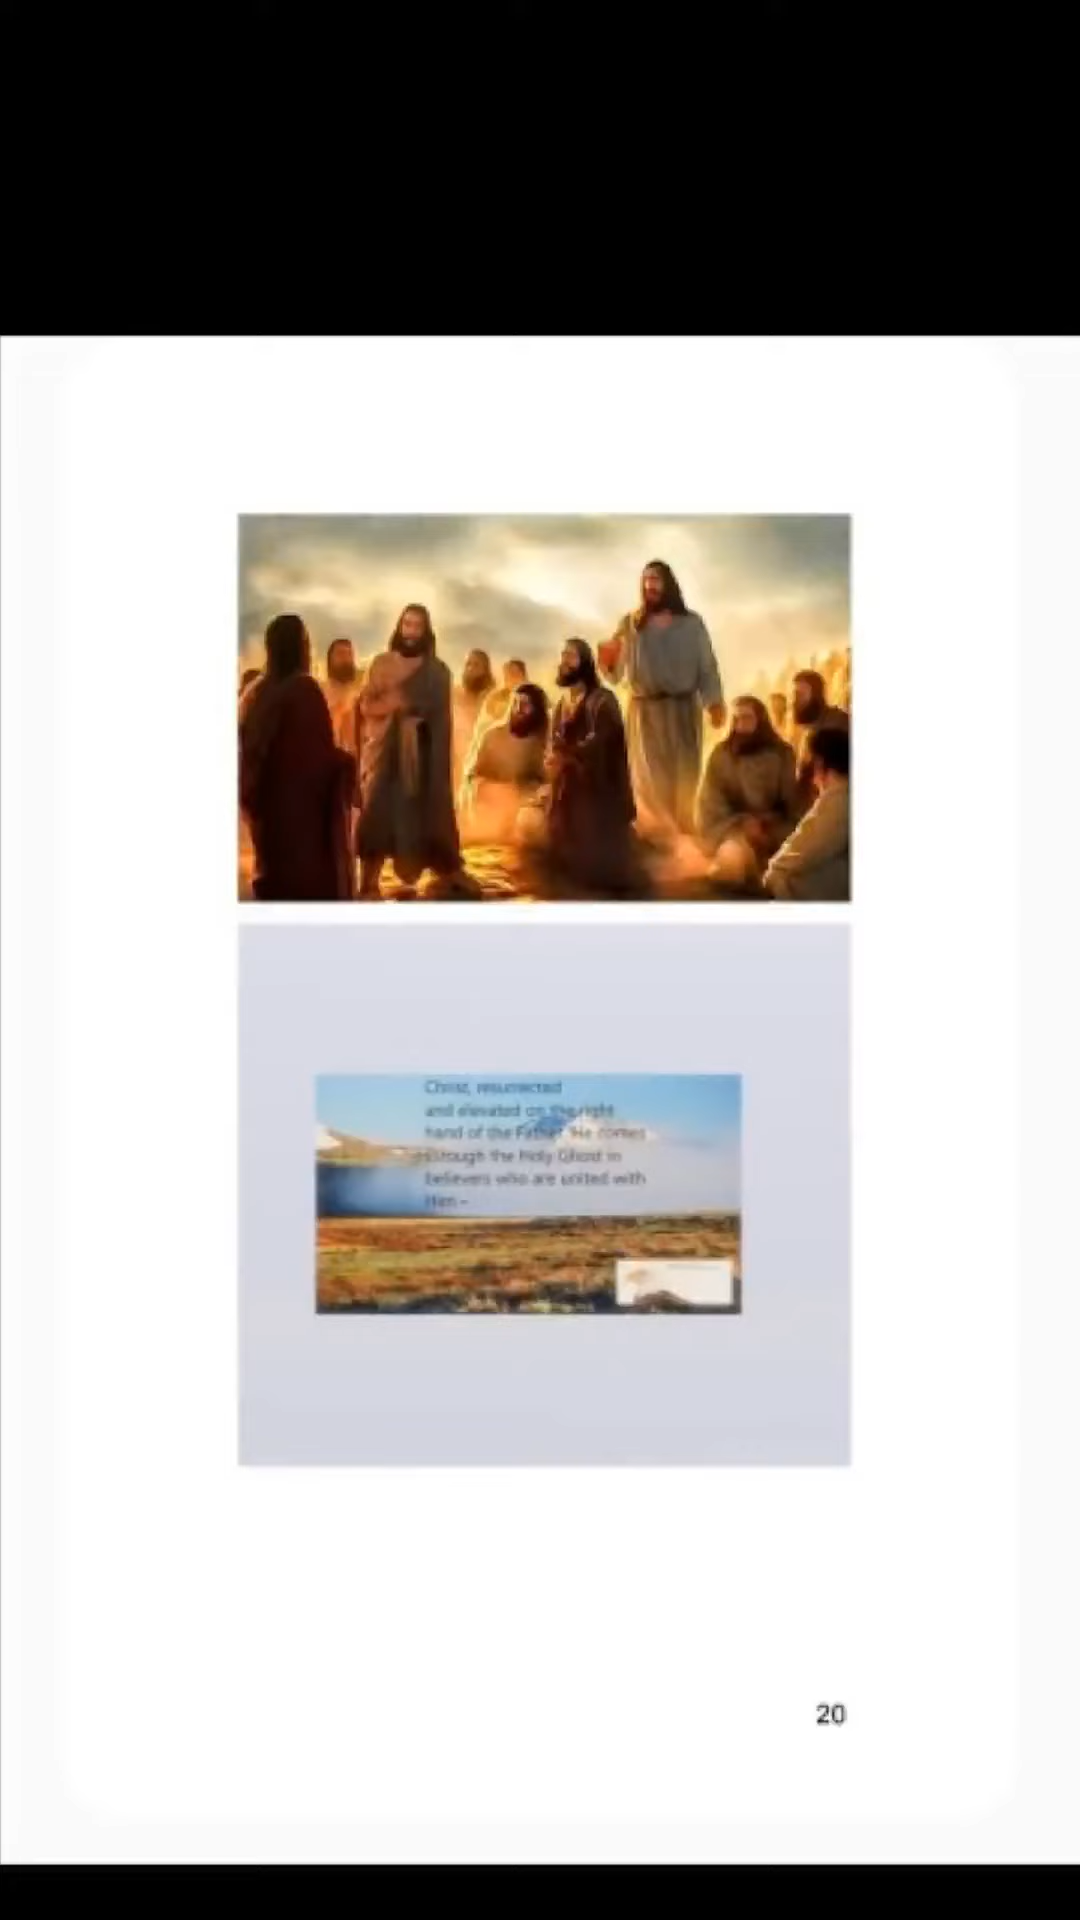 Christ, resurrected
and elevated on the right
hand of the Father. He comes
through the Holy Ghost in
believers who are united with
Him –
20